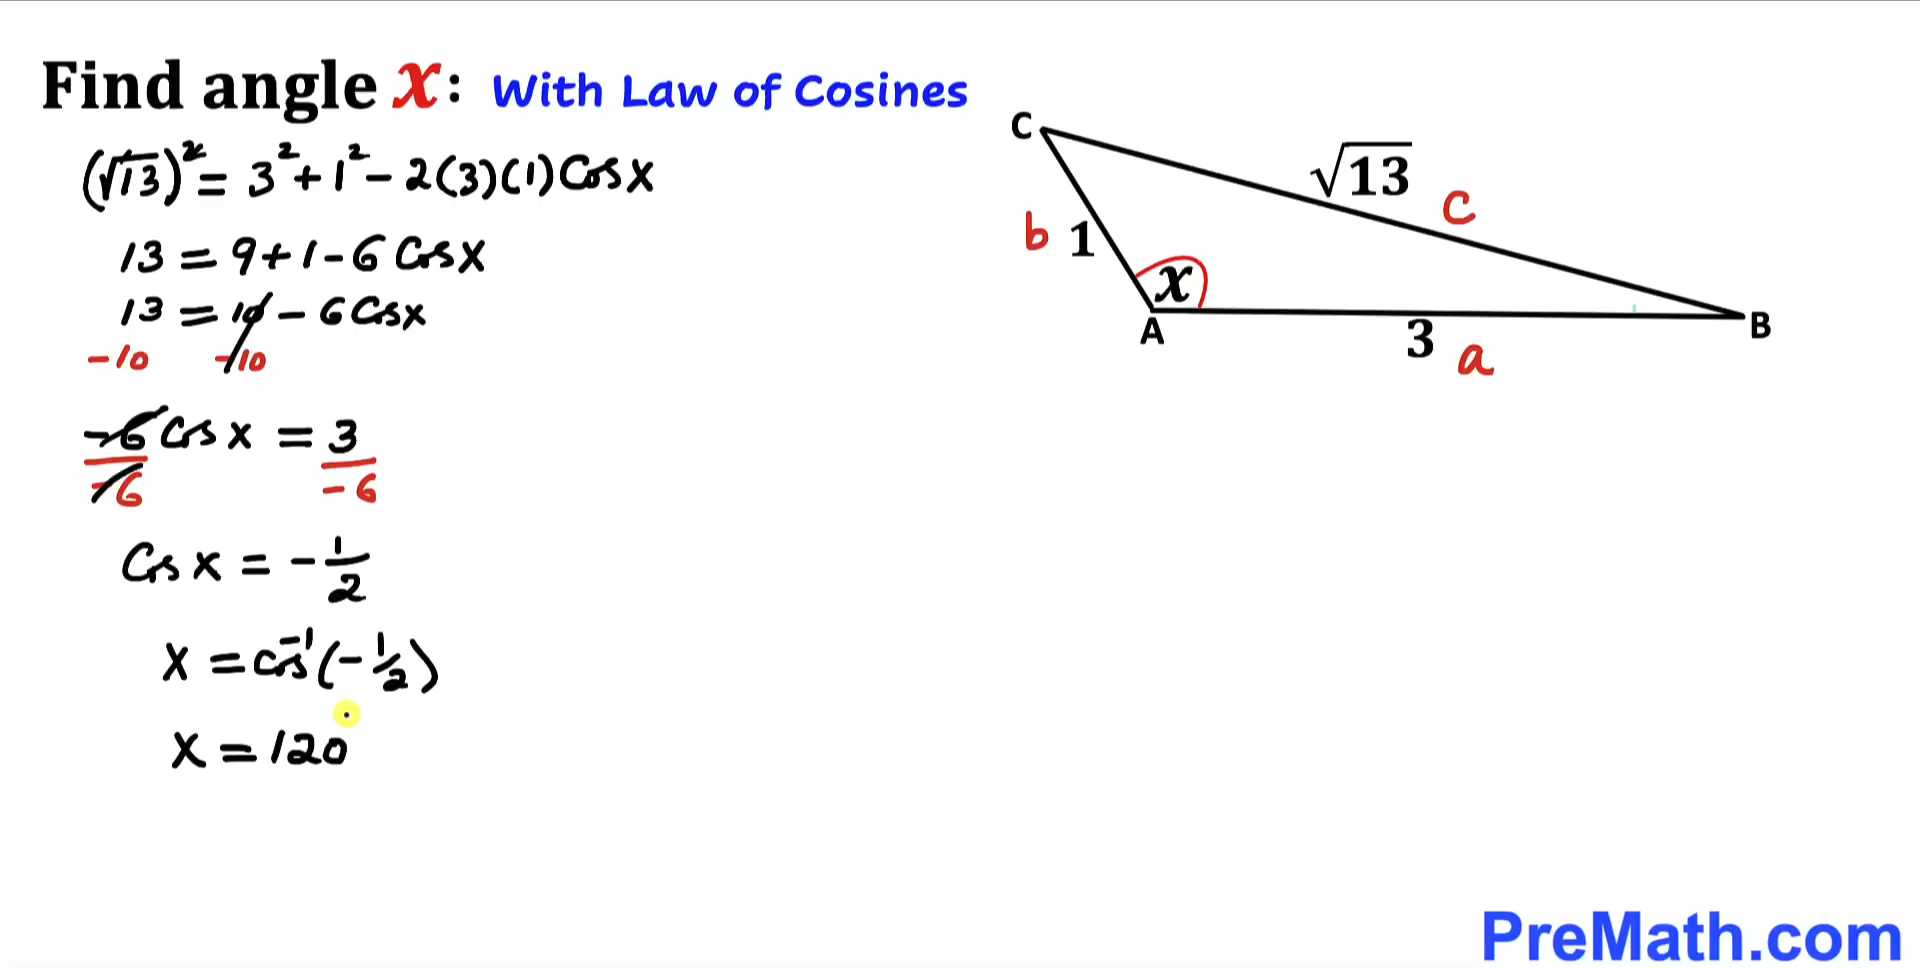 Find angle x: With Law of Cosines
(√13)² = 3² + 1² - 2(3)(1) Cos x
13 = 9 + 1 - 6 Cos x
13 = 10 - 6 Cos x
-10 -10
-6 Cos x = 3
-6 -6
Cos x = - 1/2
x = cos⁻¹(- 1/2)
x = 120
C
√13
c
b 1
x
A
3
a
B
PreMath.com